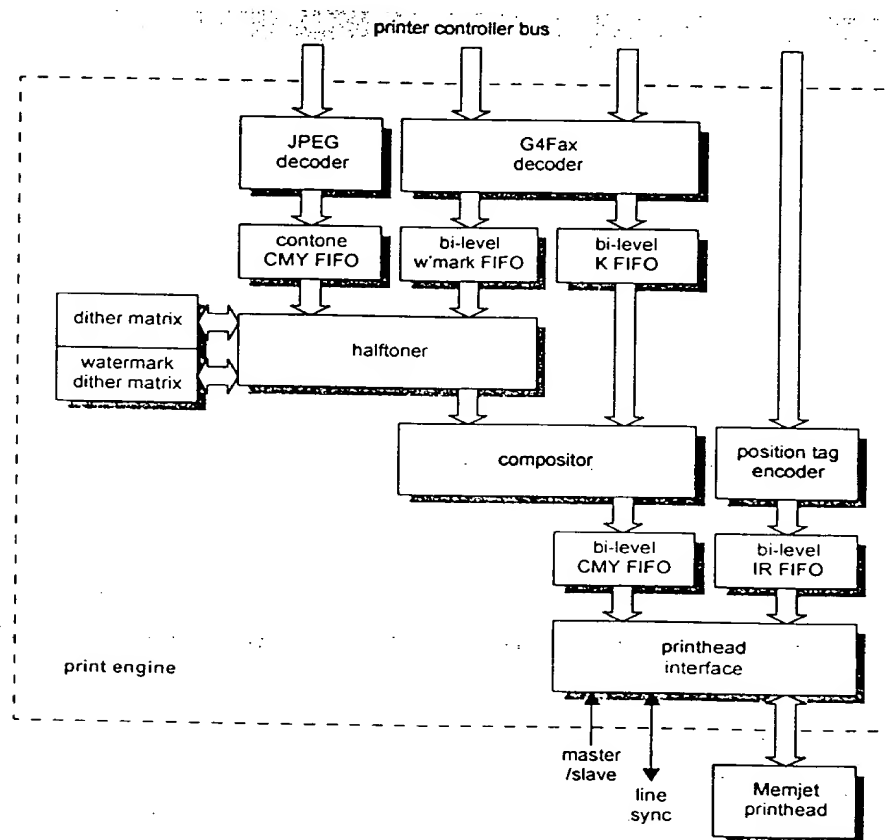 printer controller bus
JPEG
decoder
G4Fax
decoder
contone
CMY FIFO
bi-level
w'mark FIFO
bi-level
K FIFO
dither matrix
watermark
dither matrix
halftoner
compositor
position tag
encoder
bi-level
CMY FIFO
bi-level
IR FIFO
printhead
interface
print engine
master
/slave
line
sync
Memjet
printhead